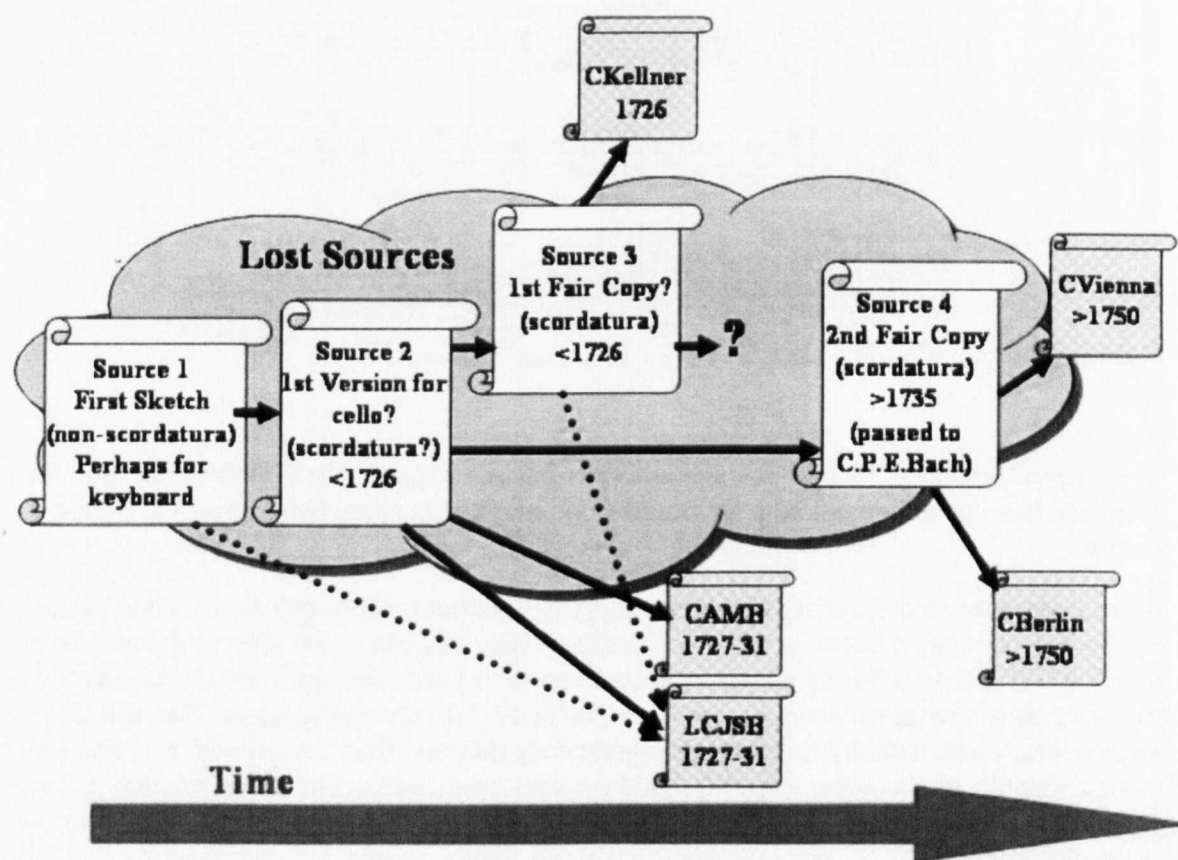 CKellner
1726
Lost Sources
Source 1
First Sketch
(non-scordatura)
Perhaps for
keyboard
Source 2
1st Version for
cello?
(scordatura?)
<1726
Source 3
1st Fair Copy?
(scordatura)
<1726
?
Source 4
2nd Fair Copy
(scordatura)
>1735
(passed to
C.P.E.Bach)
CVienna
>1750
CAMB
1727-31
LCJSB
1727-31
CBerlin
>1750
Time